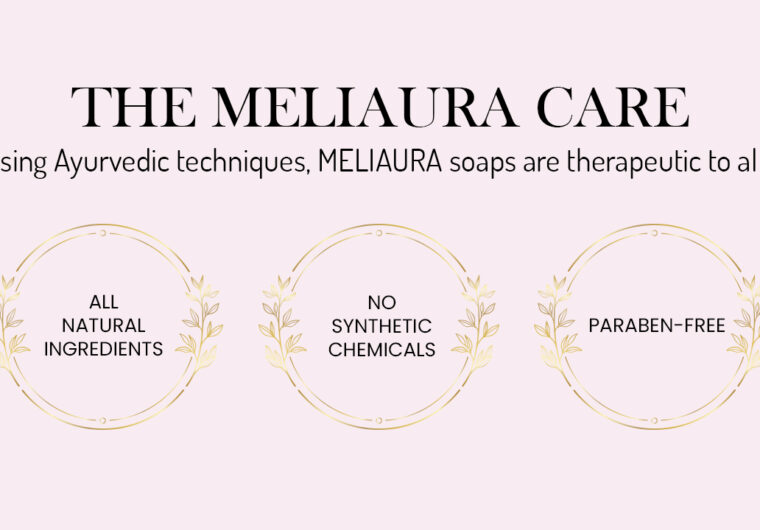 THE MELIAURA CARE
sing Ayurvedic techniques, MELIAURA soaps are therapeutic to al
ALL
NATURAL
INGREDIENTS
NO
SYNTHETIC
CHEMICALS
PARABEN-FREE